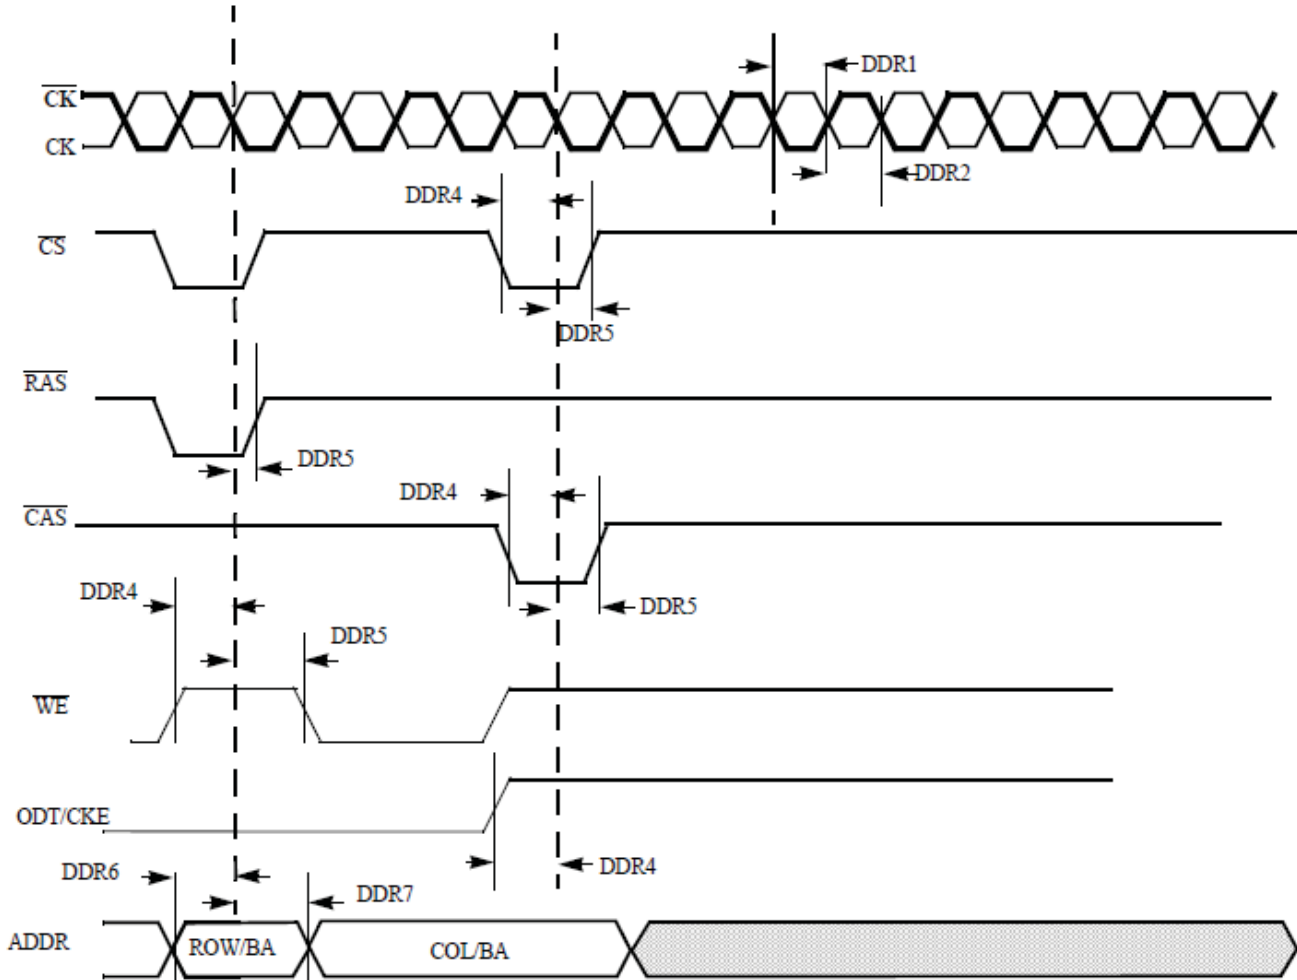 DDR1
CK
CK
DDR2
DDR4
CS
DDR5
RAS
DDR5
DDR4
CAS
DDR4
DDR5
DDR5
WE
ODT/CKE
DDR6
DDR4
DDR7
ADDR
ROW/BA
COL/BA